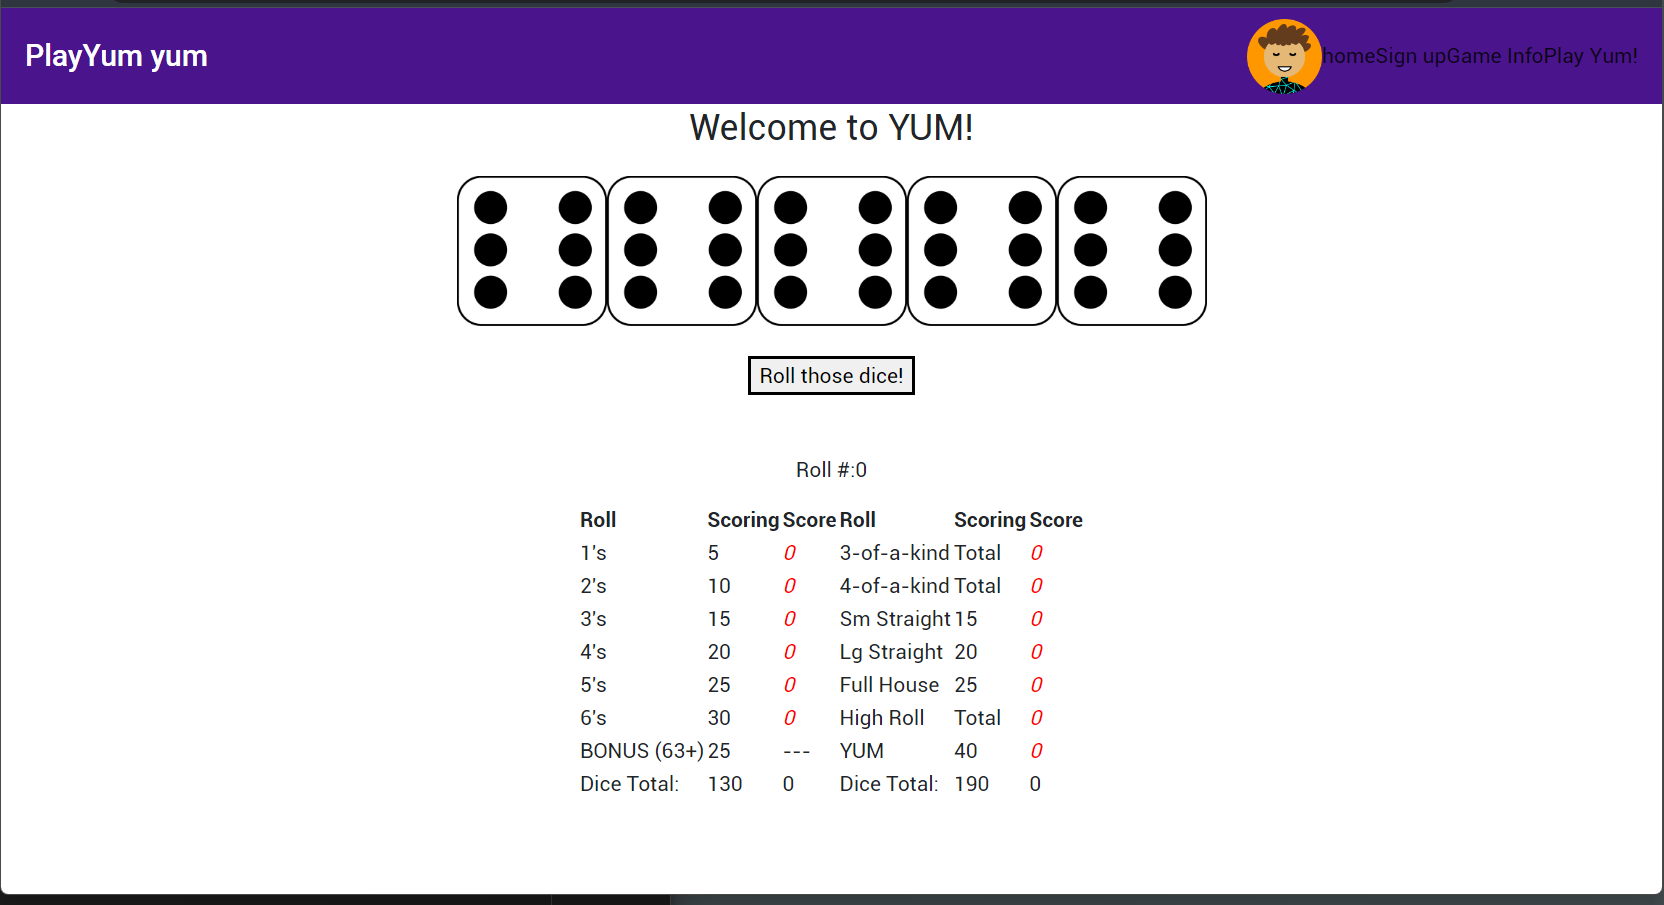 PlayYum yum
homeSign upGame InfoPlay Yum!
Welcome to YUM!
Roll those dice!
Roll #:0
Roll Scoring Score Roll Scoring Score
1's 5 0 3-of-a-kind Total 0
2's 10 0 4-of-a-kind Total 0
3's 15 0 Sm Straight 15 0
4's 20 0 Lg Straight 20 0
5's 25 0 Full House 25 0
6's 30 0 High Roll Total 0
BONUS (63+) 25 --- YUM 40 0
Dice Total: 130 0 Dice Total: 190 0